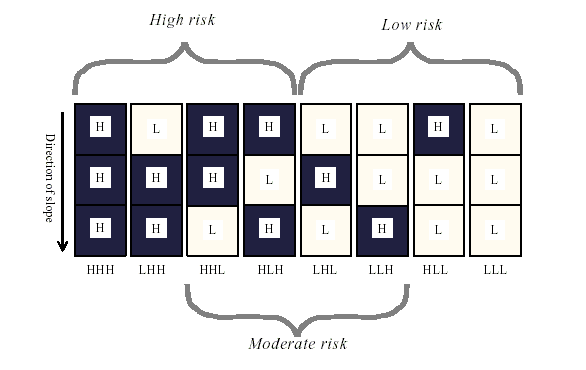 High risk
Low risk
H L H H L L H L
Direction of slope
H H H L H L L L
H H L H L H L L
HHH LHH HHL HLH LHL LLH HLL LLL
Moderate risk